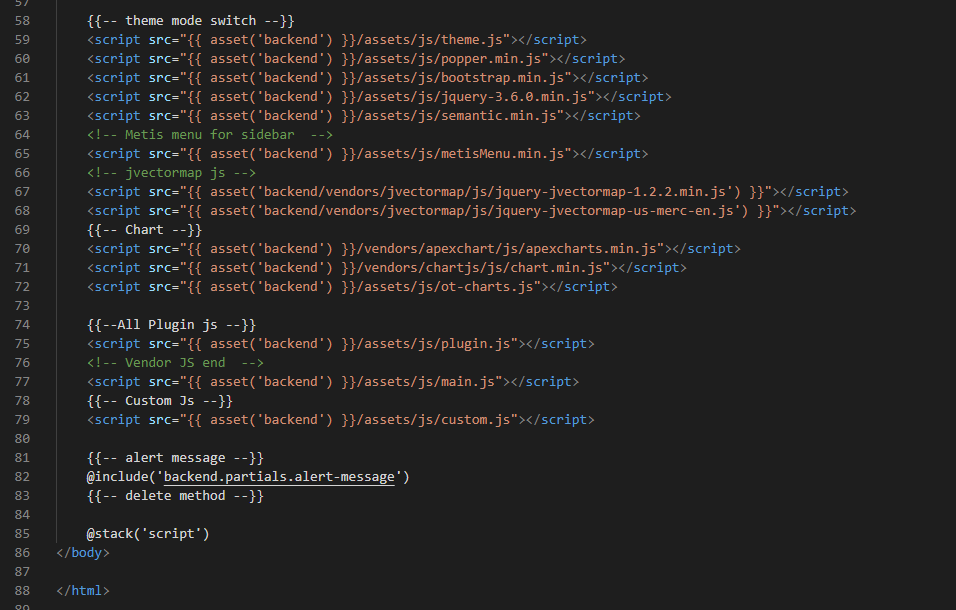 57
58 {{-- theme mode switch --}}
59 <script src="{{ asset('backend') }}/assets/js/theme.js"></script>
60 <script src="{{ asset('backend') }}/assets/js/popper.min.js"></script>
61 <script src="{{ asset('backend') }}/assets/js/bootstrap.min.js"></script>
62 <script src="{{ asset('backend') }}/assets/js/jquery-3.6.0.min.js"></script>
63 <script src="{{ asset('backend') }}/assets/js/semantic.min.js"></script>
64 <!-- Metis menu for sidebar  -->
65 <script src="{{ asset('backend') }}/assets/js/metisMenu.min.js"></script>
66 <!-- jvectormap js -->
67 <script src="{{ asset('backend/vendors/jvectormap/js/jquery-jvectormap-1.2.2.min.js') }}"></script>
68 <script src="{{ asset('backend/vendors/jvectormap/js/jquery-jvectormap-us-merc-en.js') }}"></script>
69 {{-- Chart --}}
70 <script src="{{ asset('backend') }}/vendors/apexchart/js/apexcharts.min.js"></script>
71 <script src="{{ asset('backend') }}/vendors/chartjs/js/chart.min.js"></script>
72 <script src="{{ asset('backend') }}/assets/js/ot-charts.js"></script>
73
74 {{--All Plugin js --}}
75 <script src="{{ asset('backend') }}/assets/js/plugin.js"></script>
76 <!-- Vendor JS end  -->
77 <script src="{{ asset('backend') }}/assets/js/main.js"></script>
78 {{-- Custom Js --}}
79 <script src="{{ asset('backend') }}/assets/js/custom.js"></script>
80
81 {{-- alert message --}}
82 @include('backend.partials.alert-message')
83 {{-- delete method --}}
84
85 @stack('script')
86 </body>
87
88 </html>
89